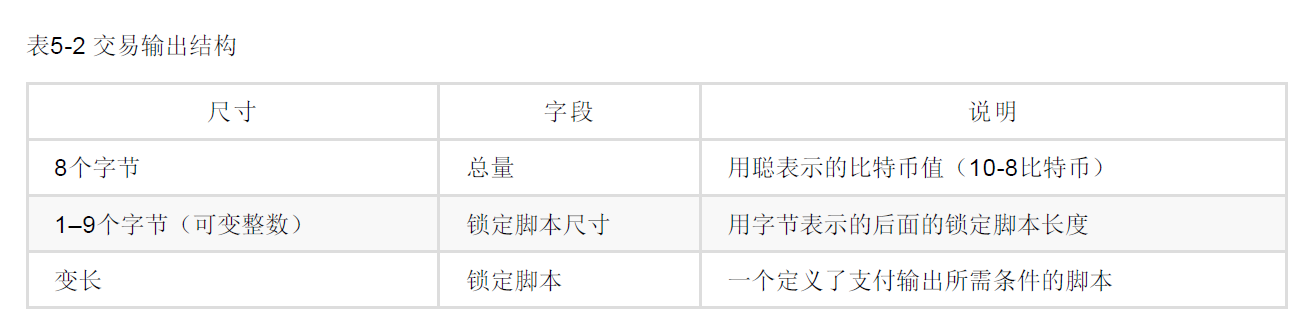 表5-2 交易输出结构
尺寸 字段 说明
8个字节 总量 用聪表示的比特币值（10-8比特币）
1–9个字节（可变整数） 锁定脚本尺寸 用字节表示的后面的锁定脚本长度
变长 锁定脚本 一个定义了支付输出所需条件的脚本